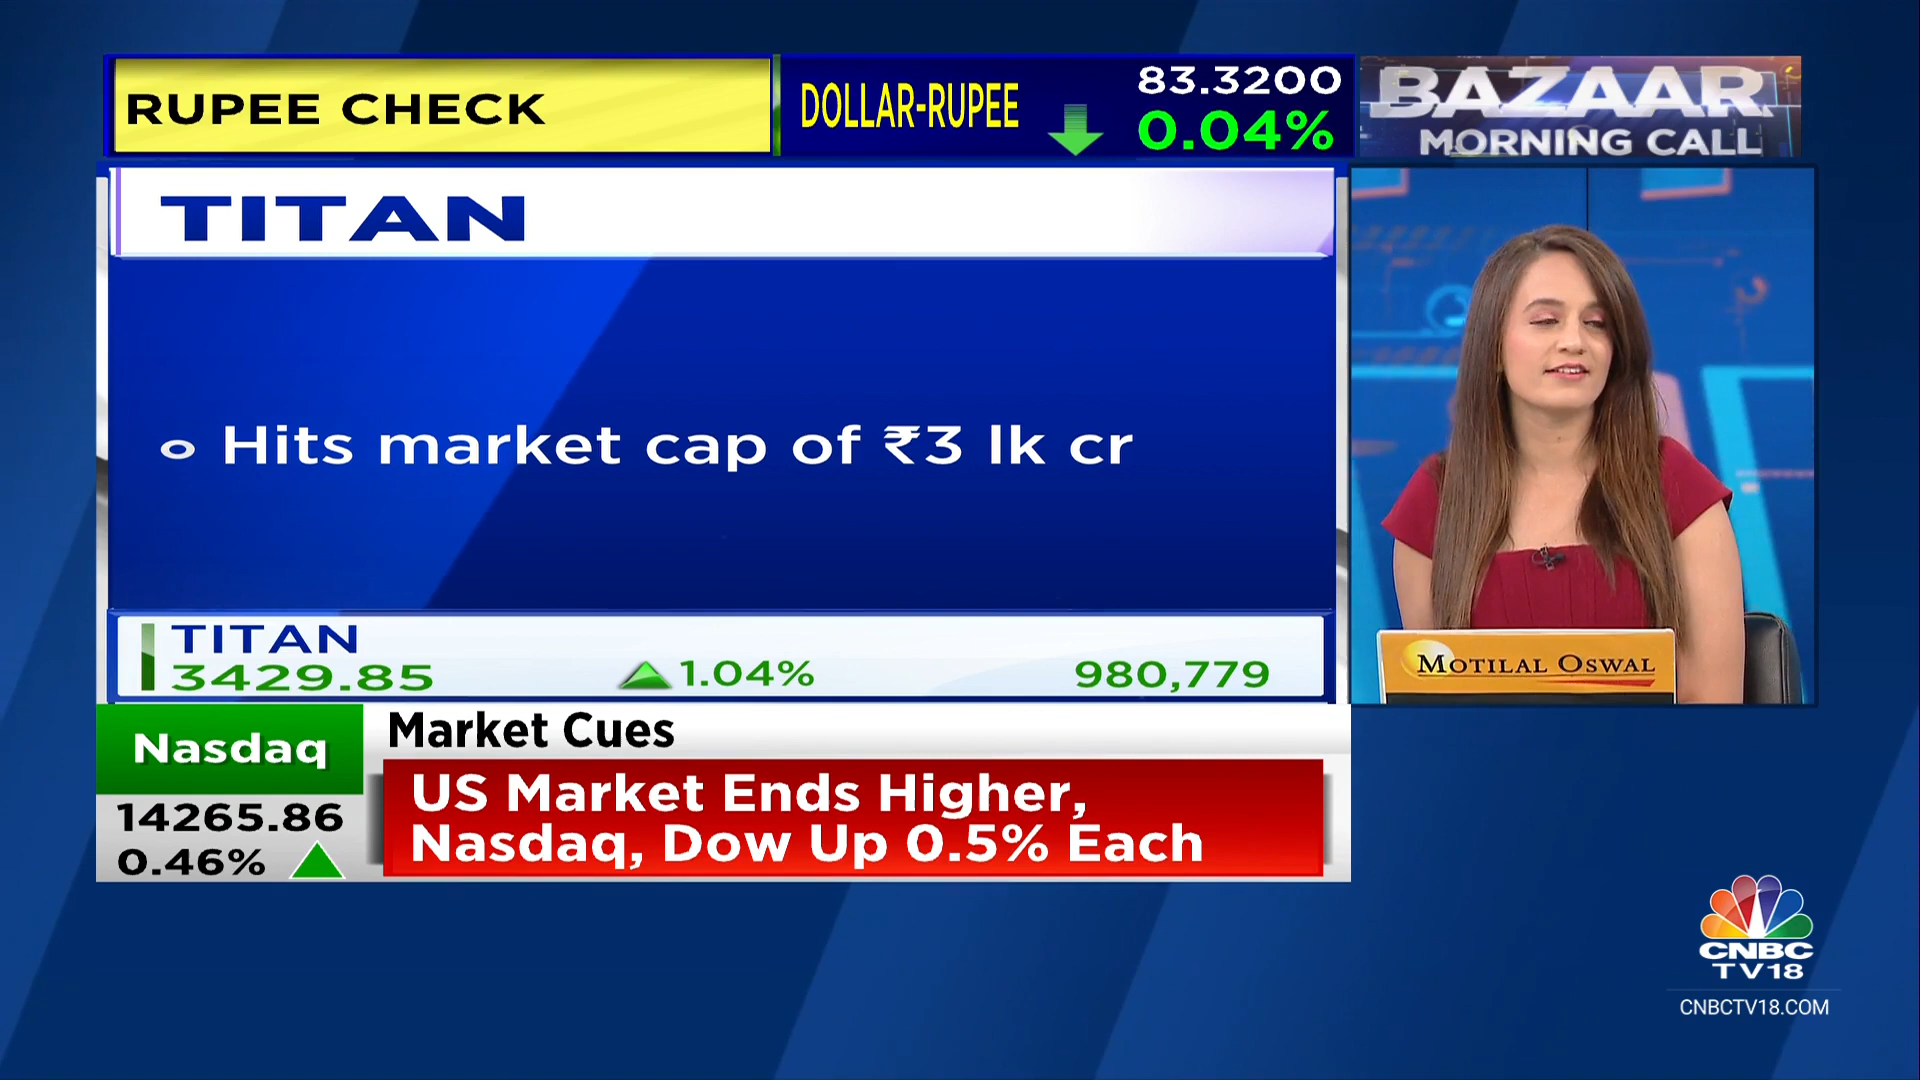 RUPEE CHECK
DOLLAR-RUPEE
83.3200
0.04%
BAZAAR
MORNING CALL
TITAN
Hits market cap of ₹3 lk cr
TITAN
3429.85
1.04%
980,779
MOTILAL OSWAL
Nasdaq
14265.86
0.46%
Market Cues
US Market Ends Higher,
Nasdaq, Dow Up 0.5% Each
CNBC
TV18
CNBCTV18.COM